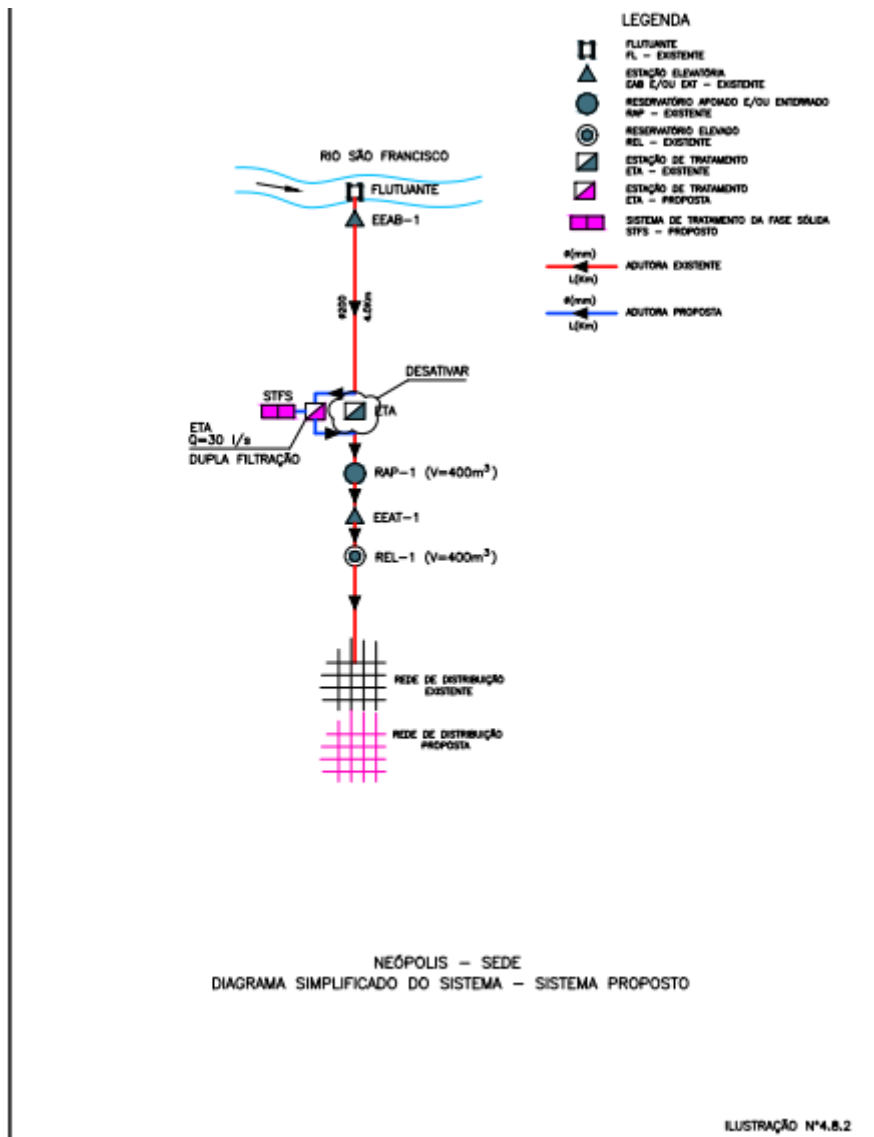 LEGENDA
FLUTUANTE
FL – EXISTENTE
ESTAÇÃO ELEVATÓRIA
EAB E/OU EAT – EXISTENTE
RESERVATÓRIO APOIADO E/OU ENTERRADO
RAP – EXISTENTE
RESERVATÓRIO ELEVADO
REL – EXISTENTE
ESTAÇÃO DE TRATAMENTO
ETA – EXISTENTE
ESTAÇÃO DE TRATAMENTO
ETA – PROPOSTA
SISTEMA DE TRATAMENTO DA FASE SÓLIDA
STFS – PROPOSTO
ø(mm)
L(Km)
ADUTORA EXISTENTE
ø(mm)
L(Km)
ADUTORA PROPOSTA
RIO SÃO FRANCISCO
FLUTUANTE
EEAB–1
ø200
4.0Km
DESATIVAR
STFS
ETA
ETA
Q=30 l/s
DUPLA FILTRAÇÃO
RAP–1 (V=400m³)
EEAT–1
REL–1 (V=400m³)
REDE DE DISTRIBUIÇÃO
EXISTENTE
REDE DE DISTRIBUIÇÃO
PROPOSTA
NEÓPOLIS – SEDE
DIAGRAMA SIMPLIFICADO DO SISTEMA – SISTEMA PROPOSTO
ILUSTRAÇÃO N°4.8.2